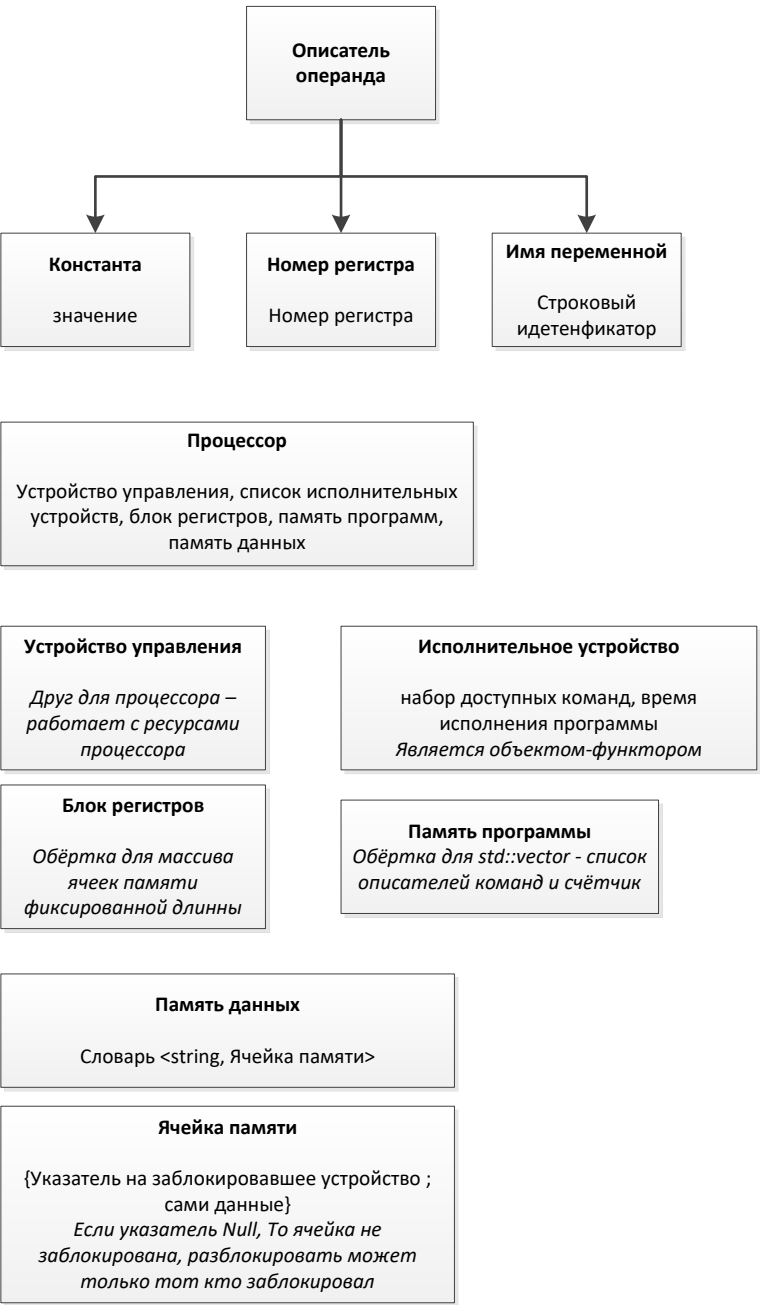 Описатель
операнда
Константа
значение
Номер регистра
Номер регистра
Имя переменной
Строковый
идетенфикатор
Процессор
Устройство управления, список исполнительных
устройств, блок регистров, память программ,
память данных
Устройство управления
Друг для процессора –
работает с ресурсами
процессора
Исполнительное устройство
набор доступных команд, время
исполнения программы
Является объектом-функтором
Блок регистров
Обёртка для массива
ячеек памяти
фиксированной длинны
Память программы
Обёртка для std::vector - список
описателей команд и счётчик
Память данных
Словарь <string, Ячейка памяти>
Ячейка памяти
{Указатель на заблокировавшее устройство ;
сами данные}
Если указатель Null, То ячейка не
заблокирована, разблокировать может
только тот кто заблокировал